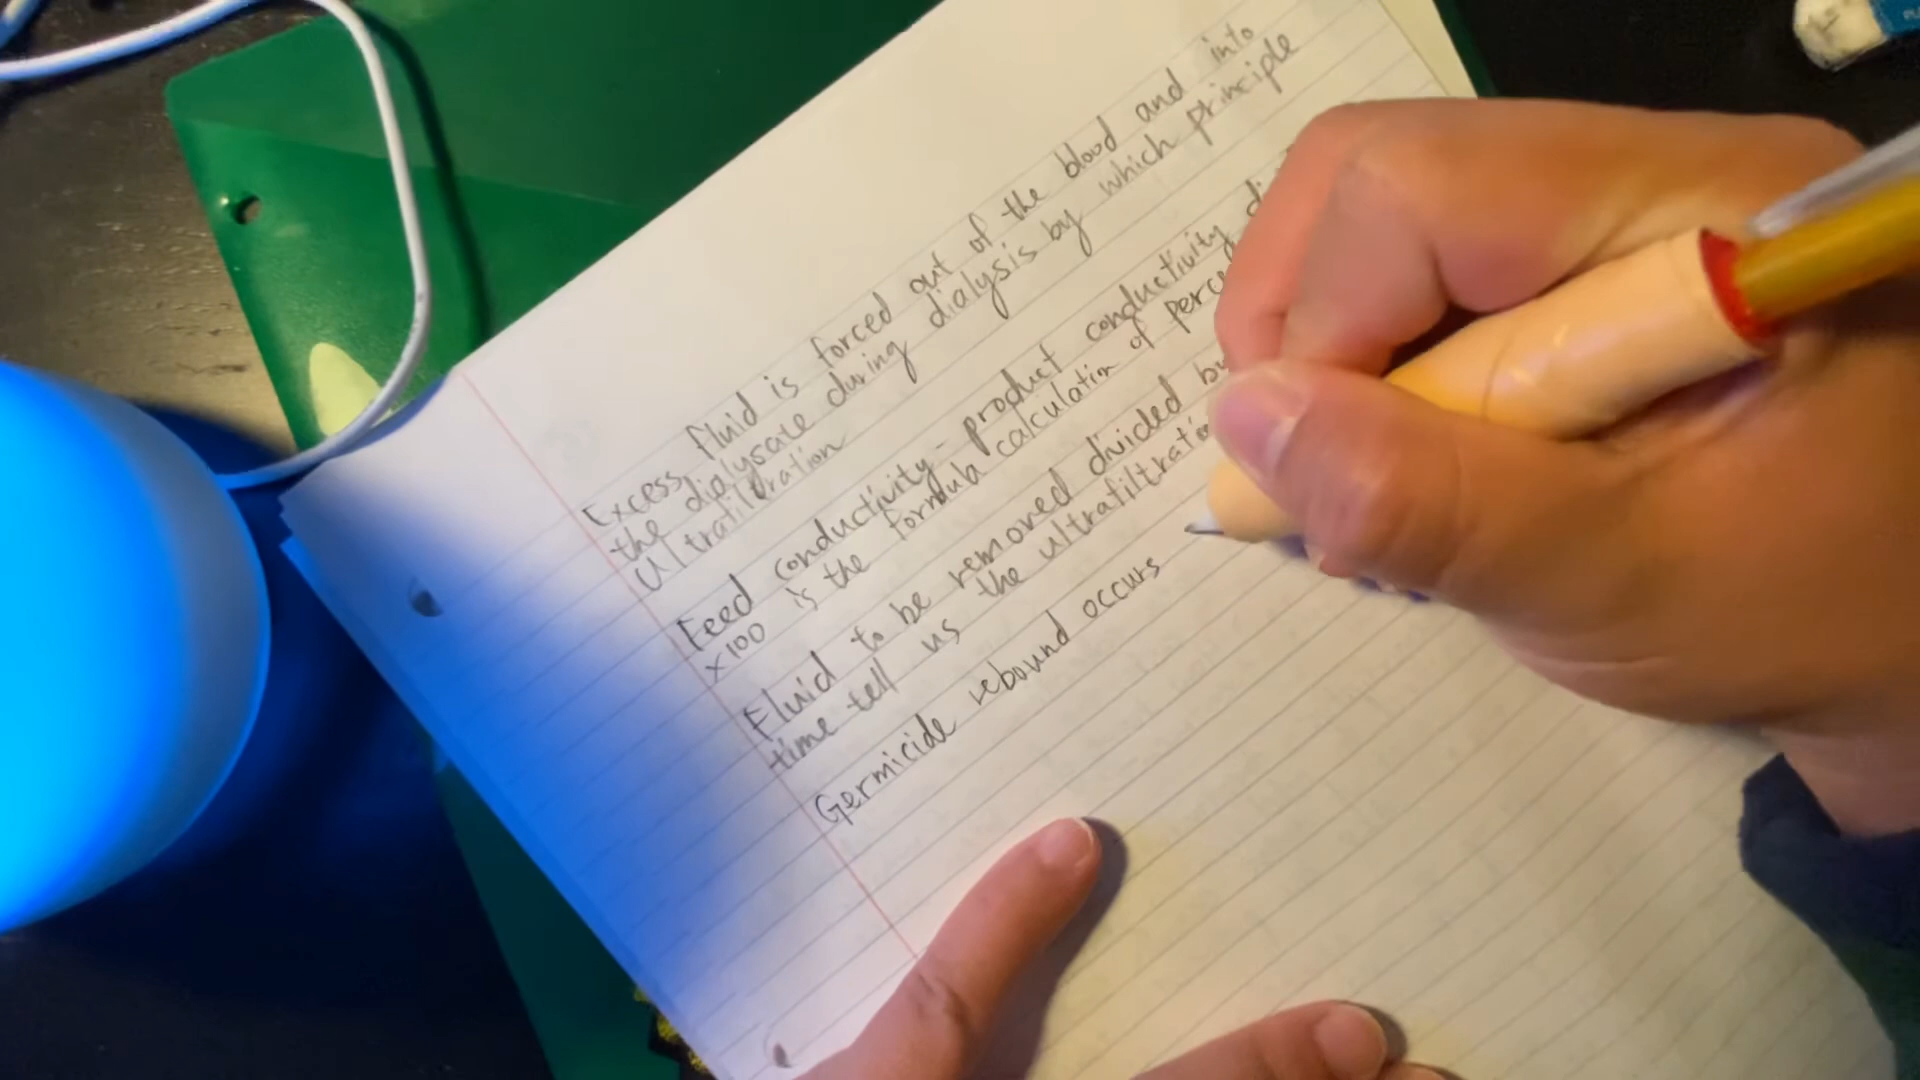 Excess fluid is forced out of the blood and into
the dialysate during dialysis by which principle
Ultrafiltration
Feed conductivity - product conductivity
x100 is the formula calculation of
Fluid to be removed divided by
time tell us the
Germicide rebound occurs